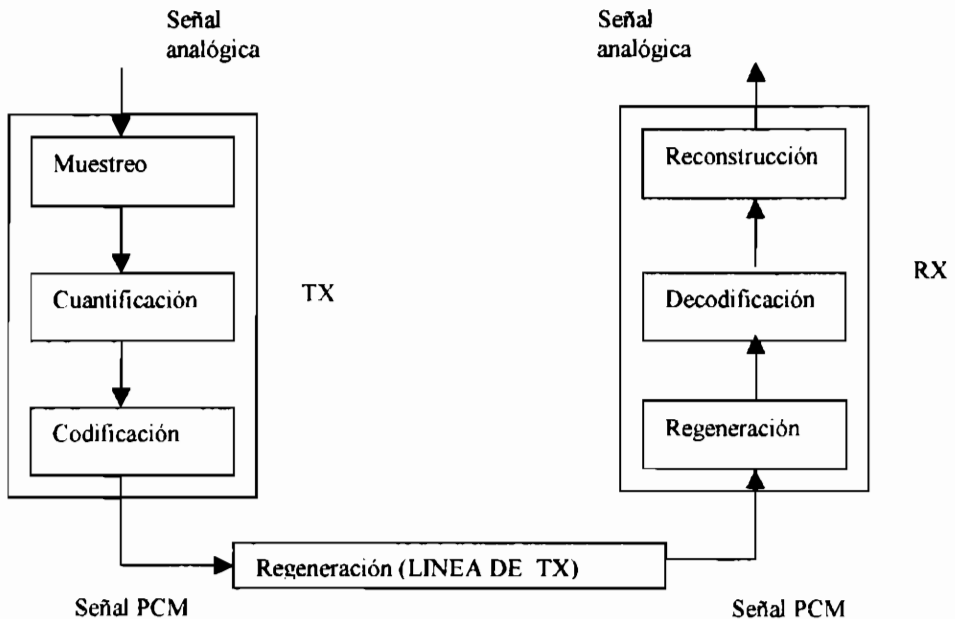 Señal
analógica
Muestreo
Cuantificación
Codificación
TX
Señal PCM
Regeneración (LINEA DE TX)
Señal
analógica
Reconstrucción
Decodificación
Regeneración
RX
Señal PCM